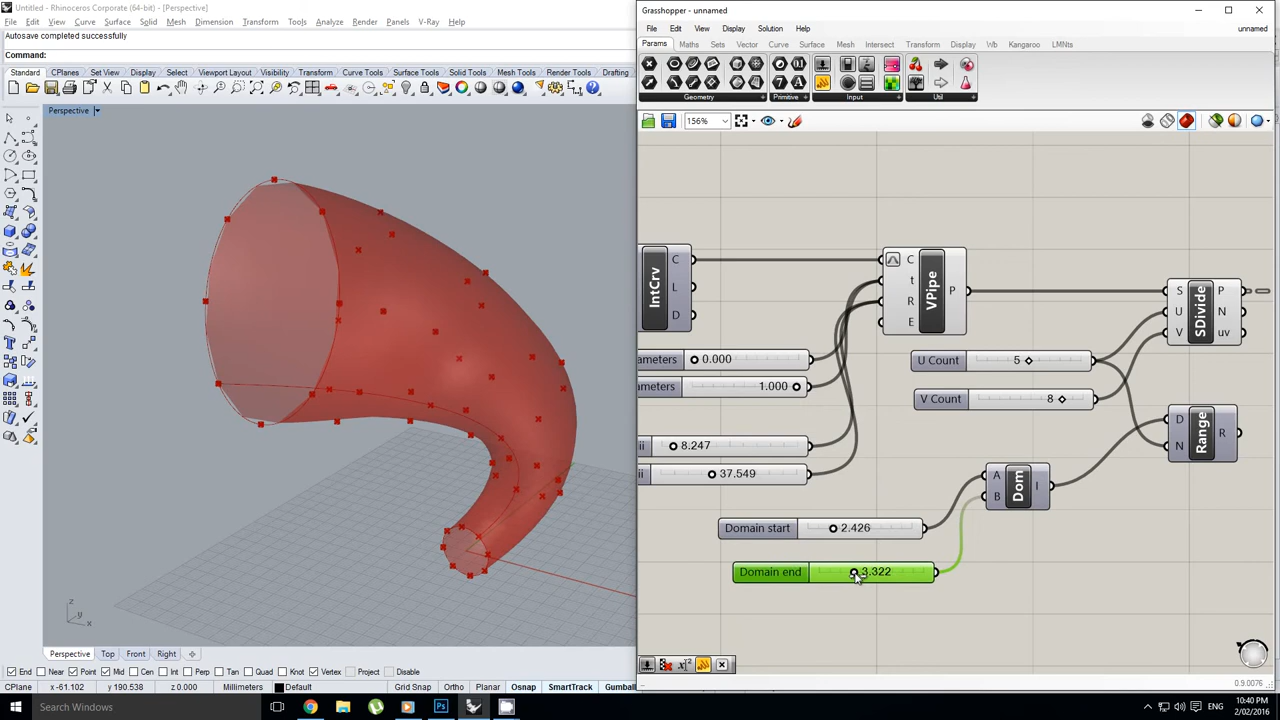 Untitled - Rhinoceros Corporate (64-bit) - [Perspective]
File Edit View Curve Surface Solid Mesh Dimension Transform Tools Analyze Render Panels V-Ray Help
Autosave completed successfully
Command:
Standard CPlanes Set View Display Select Viewport Layout Visibility Transform Curve Tools Surface Tools Solid Tools Mesh Tools Render Tools Drafting
Perspective
z
y
x
Perspective Top Front Right
End Near Point Mid Cen Int Perp Tan Quad Knot Vertex Project Disable
CPlane x -61.102 y 190.538 z 0.000 Millimeters Default Grid Snap Ortho Planar Osnap SmartTrack Gumball
Grasshopper - unnamed
File Edit View Display Solution Help unnamed
Params Maths Sets Vector Curve Surface Mesh Intersect Transform Display Wb Kangaroo LMNts
Geometry Primitive Input Util
156%
IntCrv
C
L
D
VPipe
C
t
R
E
P
SDivide
S
U
V
P
N
uv
ameters 0.000
ameters 1.000
U Count 5
V Count 8
ii 8.247
ii 37.549
Range
D
N
R
Dom
A
B
I
Domain start 2.426
Domain end 3.322
0.9.0076
Search Windows
ENG
10:40 PM
2/02/2016